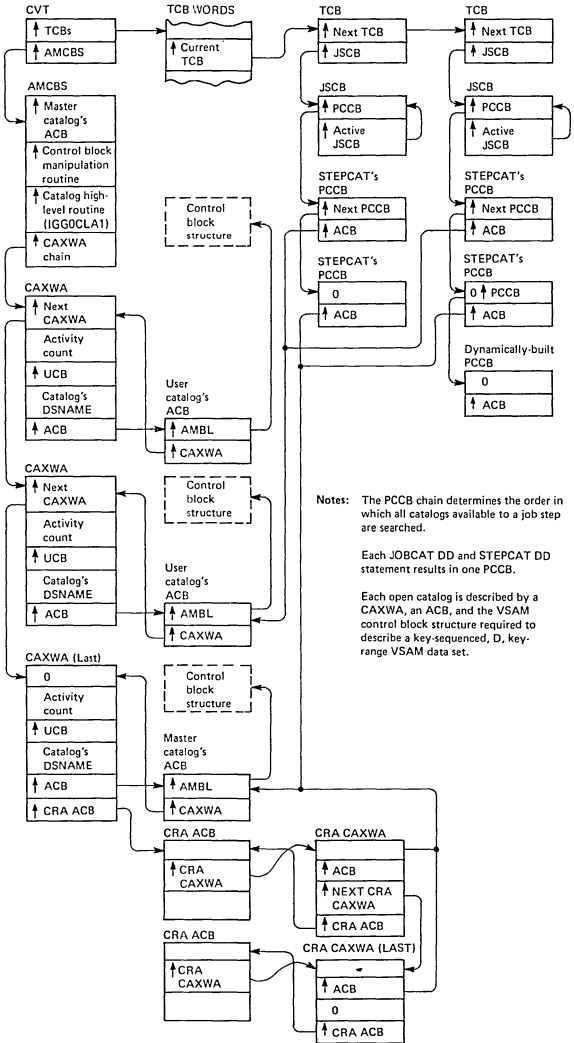 CVT
↑ TCBs
↑ AMCBS
TCB WORDS
↑ Current
TCB
TCB
↑ Next TCB
↑ JSCB
TCB
↑ Next TCB
↑ JSCB
AMCBS
↑ Master
catalog's
ACB
↑ Control block
manipulation
routine
↑ Catalog high-
level routine
(IGG0CLA1)
↑ CAXWA
chain
JSCB
↑ PCCB
↑ Active
JSCB
JSCB
↑ PCCB
↑ Active
JSCB
STEPCAT's
PCCB
↑ Next PCCB
↑ ACB
STEPCAT's
PCCB
↑ Next PCCB
↑ ACB
Control
block
structure
STEPCAT's
PCCB
0
↑ ACB
STEPCAT's
PCCB
0 ↑ PCCB
↑ ACB
Dynamically-built
PCCB
0
↑ ACB
CAXWA
↑ Next
CAXWA
Activity
count
↑ UCB
Catalog's
DSNAME
↑ ACB
User
catalog's
ACB
↑ AMBL
↑ CAXWA
CAXWA
↑ Next
CAXWA
Activity
count
↑ UCB
Catalog's
DSNAME
↑ ACB
Control
block
structure
User
catalog's
ACB
↑ AMBL
↑ CAXWA
Notes: The PCCB chain determines the order in
which all catalogs available to a job step
are searched.
Each JOBCAT DD and STEPCAT DD
statement results in one PCCB.
Each open catalog is described by a
CAXWA, an ACB, and the VSAM
control block structure required to
describe a key-sequenced, D, key-
range VSAM data set.
CAXWA (Last)
0
Activity
count
↑ UCB
Catalog's
DSNAME
↑ ACB
↑ CRA ACB
Control
block
structure
Master
catalog's
ACB
↑ AMBL
↑ CAXWA
CRA ACB
↑ CRA
CAXWA
CRA CAXWA
↑ ACB
↑ NEXT CRA
CAXWA
↑ CRA ACB
CRA ACB
↑ CRA
CAXWA
CRA CAXWA (LAST)
↑ ACB
0
↑ CRA ACB